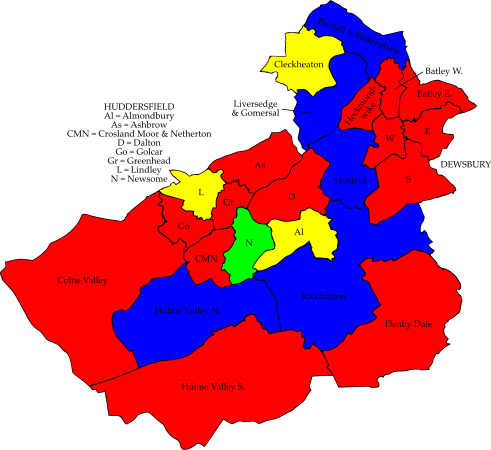 Birstall & Birkenshaw
Cleckheaton
Batley W.
Batley E.
Heckmond-
wike
Liversedge
& Gomersal
HUDDERSFIELD
Al = Almondbury
As = Ashbrow
CMN = Crosland Moor & Netherton
D = Dalton
Go = Golcar
Gr = Greenhead
L = Lindley
N = Newsome
E
W
DEWSBURY
As
Mirfield
S
L
Gr
D
Go
Al
N
CMN
Colne Valley
Kirkburton
Holme Valley N.
Denby Dale
Holme Valley S.